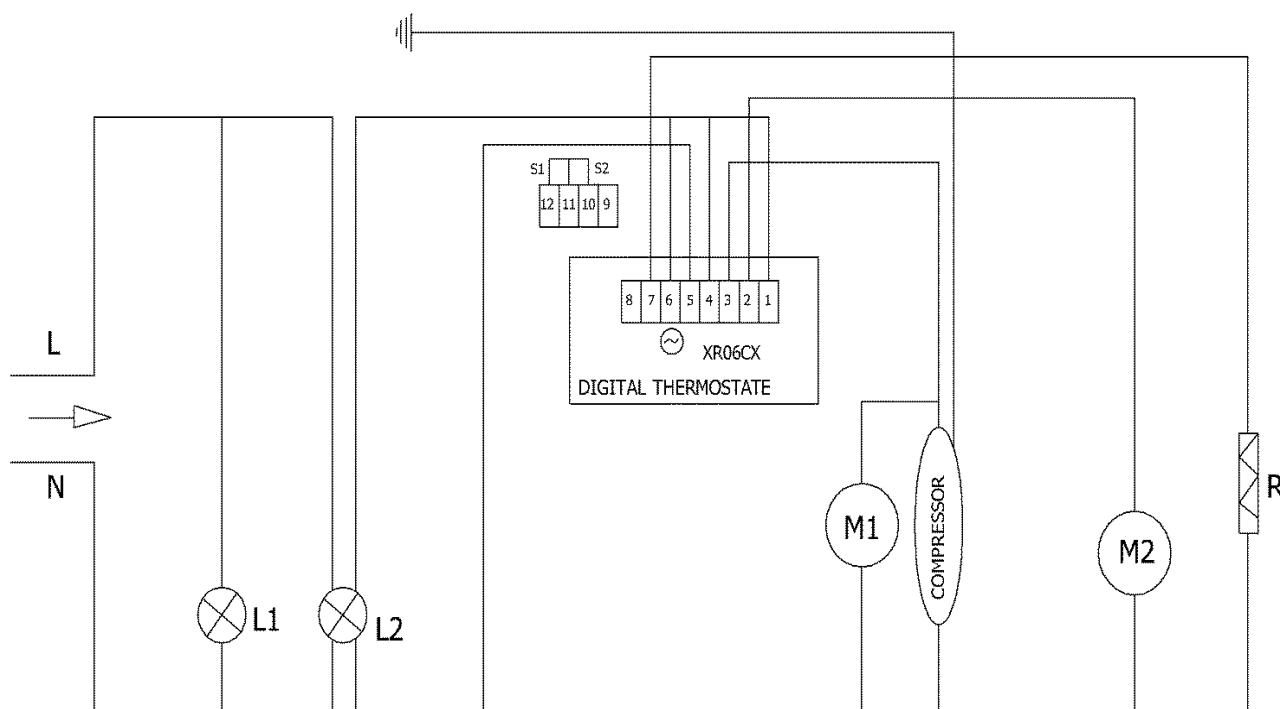 S1 S2
12 11 10 9
8 7 6 5 4 3 2 1
~
XR06CX
DIGITAL THERMOSTATE
L
N
M1
COMPRESSOR
M2
R
L1
L2